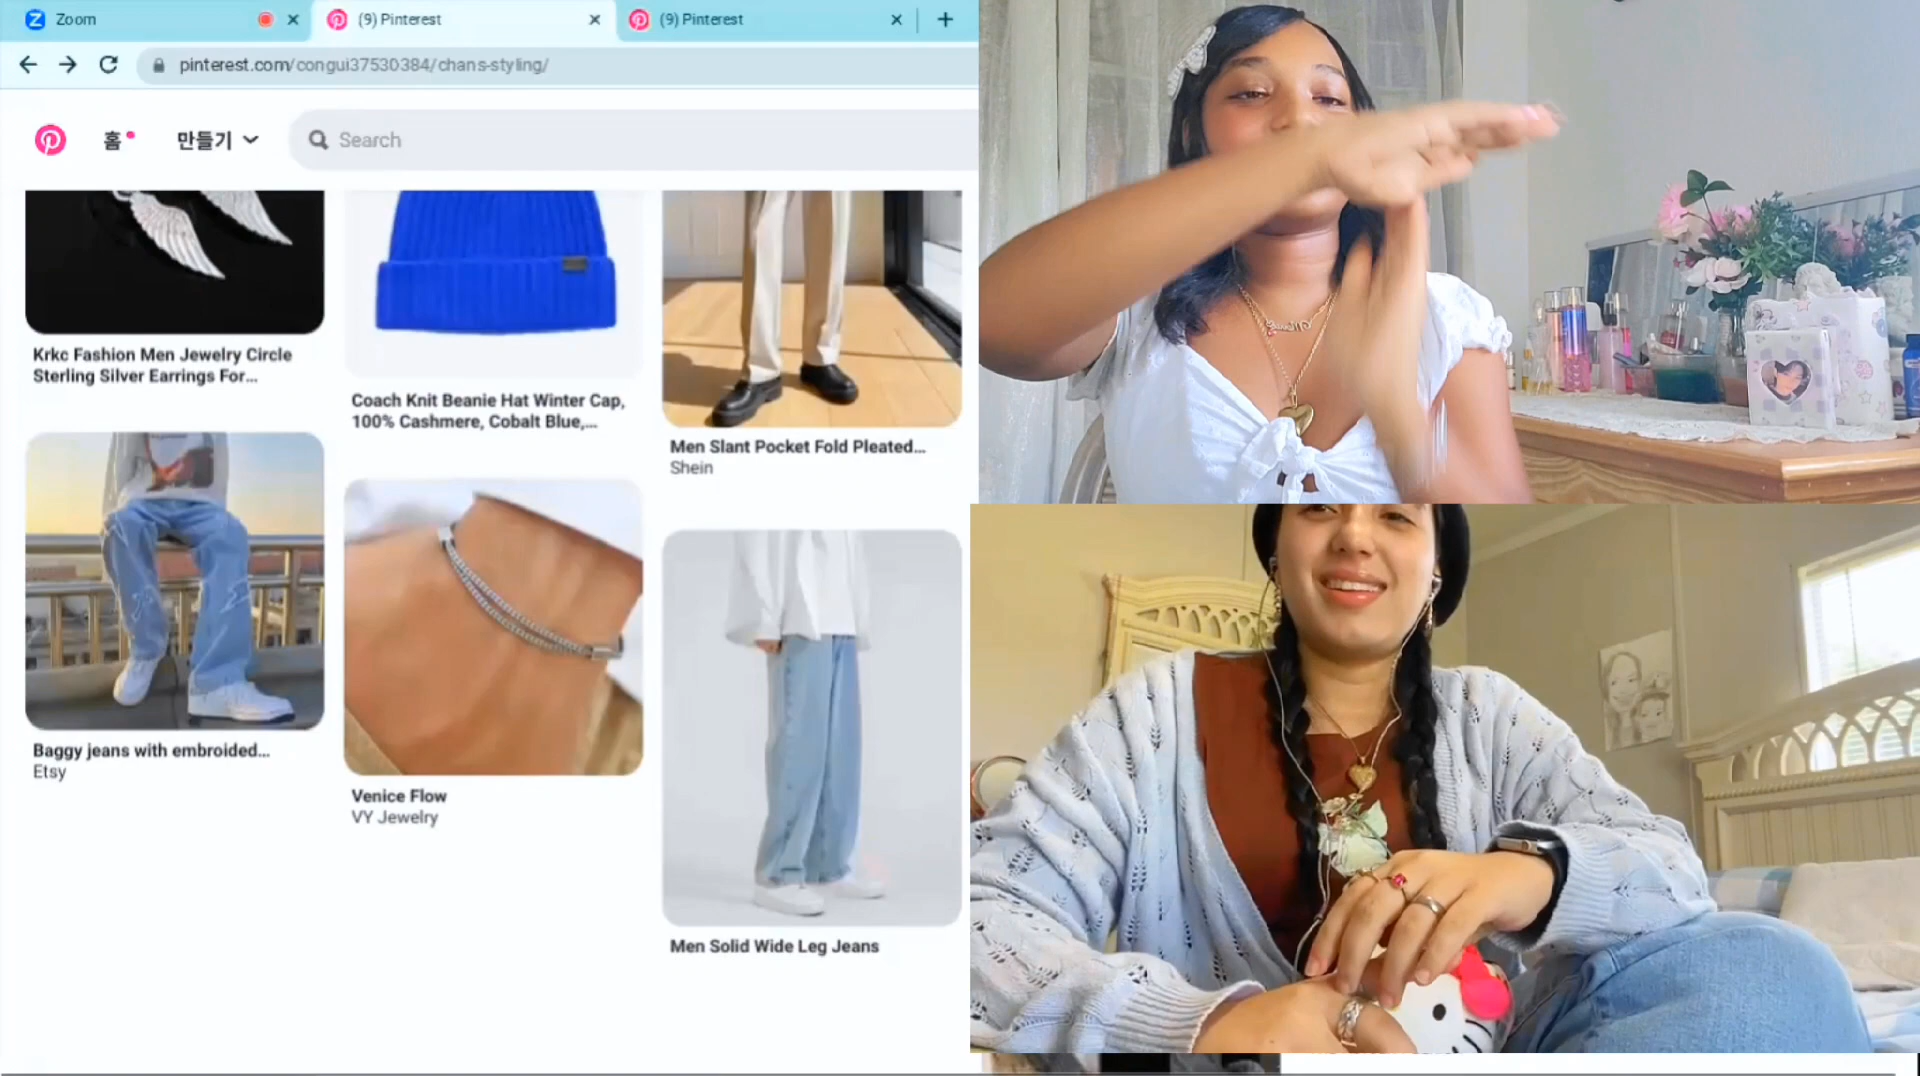 Zoom
(9) Pinterest
(9) Pinterest
pinterest.com/congui37530384/chans-styling/
홈
만들기
Search
Krkc Fashion Men Jewelry Circle
Sterling Silver Earrings For...
Coach Knit Beanie Hat Winter Cap,
100% Cashmere, Cobalt Blue,...
Men Slant Pocket Fold Pleated...
Shein
Baggy jeans with embroided...
Etsy
Venice Flow
VY Jewelry
Men Solid Wide Leg Jeans